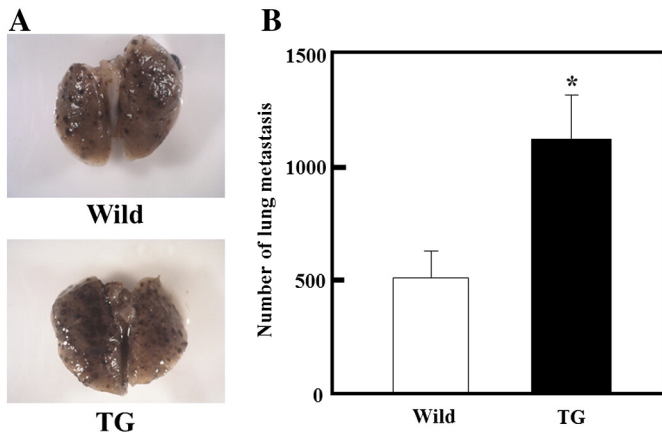 A
Wild
TG
B
Number of lung metastasis
1500
1000
500
0
*
Wild
TG